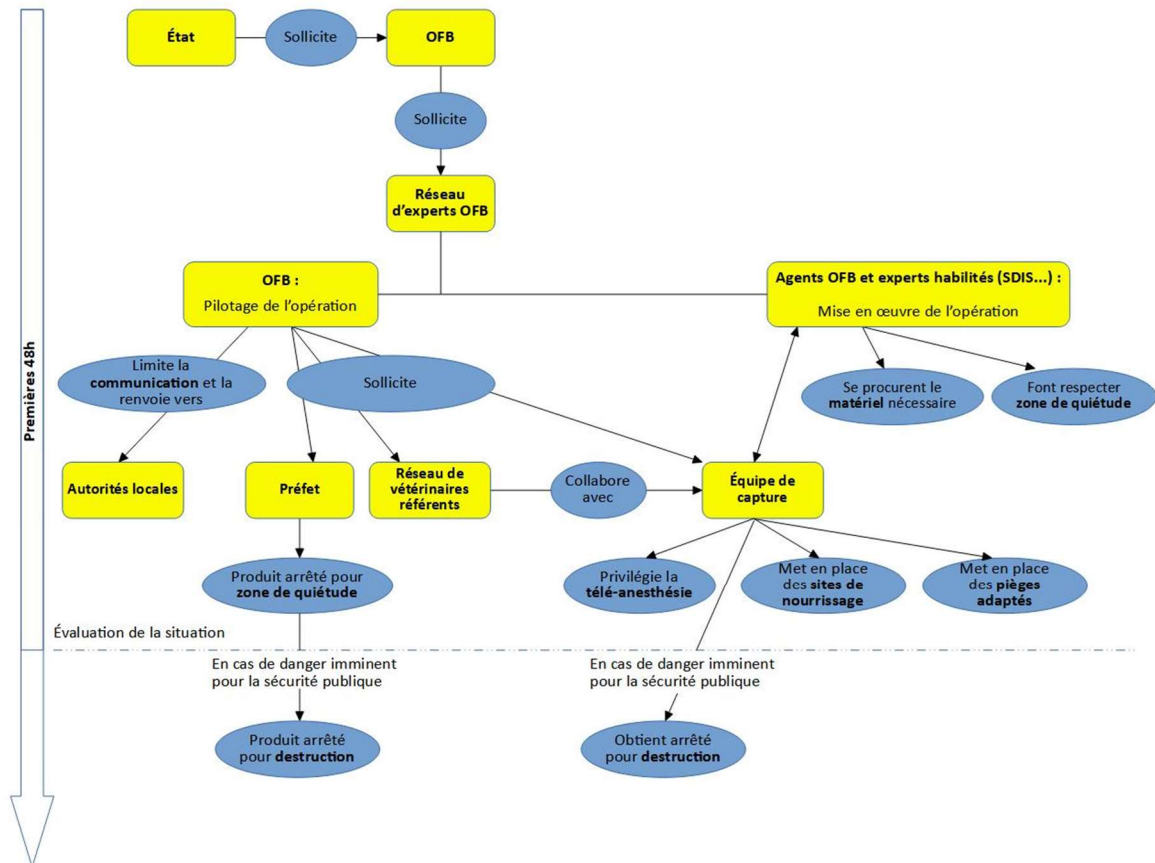 État
Sollicite
OFB
Sollicite
Réseau
d'experts OFB
OFB :
Pilotage de l'opération
Agents OFB et experts habilités (SDIS...) :
Mise en œuvre de l'opération
Limite la
communication et la
renvoie vers
Sollicite
Se procurent le
matériel nécessaire
Font respecter
zone de quiétude
Premières 48h
Autorités locales
Préfet
Réseau de
vétérinaires
référents
Collabore
avec
Équipe de
capture
Produit arrêté pour
zone de quiétude
Privilégie la
télé-anesthésie
Met en place
des sites de
nourrissage
Met en place
des pièges
adaptés
Évaluation de la situation
En cas de danger imminent
pour la sécurité publique
En cas de danger imminent
pour la sécurité publique
Produit arrêté
pour destruction
Obtient arrêté
pour destruction